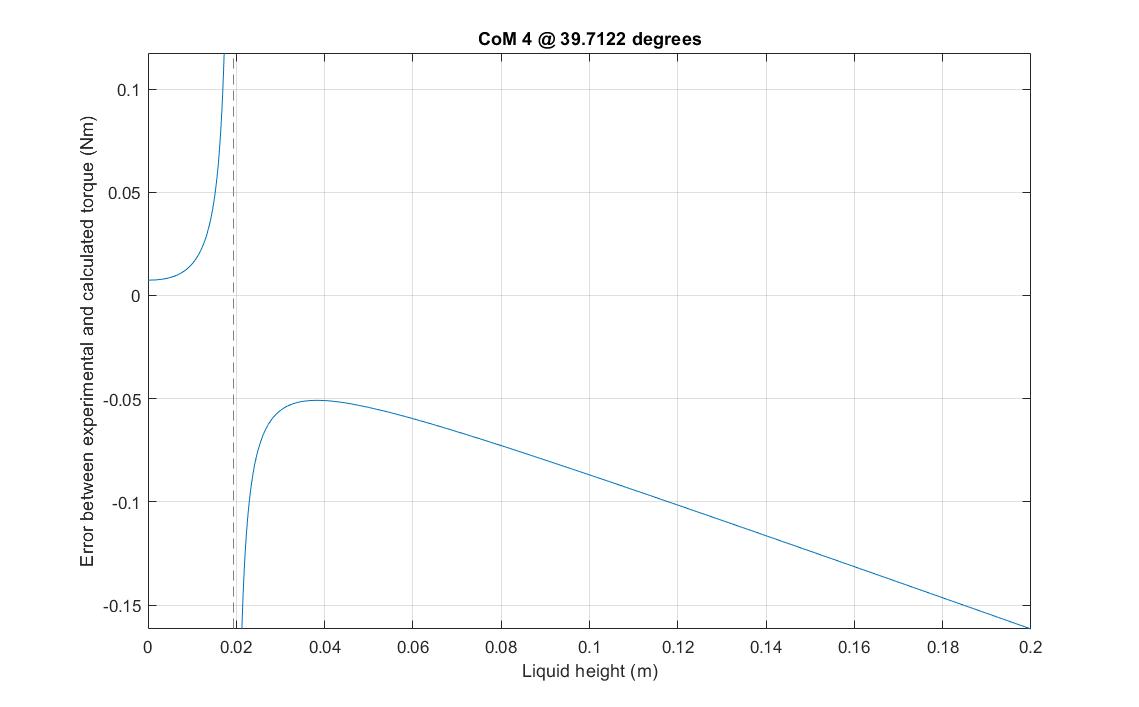 CoM 4 @ 39.7122 degrees
Error between experimental and calculated torque (Nm)
0.1
0.05
0
-0.05
-0.1
-0.15
0 0.02 0.04 0.06 0.08 0.1 0.12 0.14 0.16 0.18 0.2
Liquid height (m)